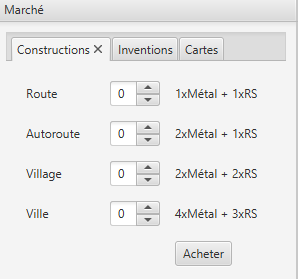 Marché
Constructions Inventions Cartes
Route 0 1xMétal + 1xRS
Autoroute 0 2xMétal + 1xRS
Village 0 2xMétal + 2xRS
Ville 0 4xMétal + 3xRS
Acheter